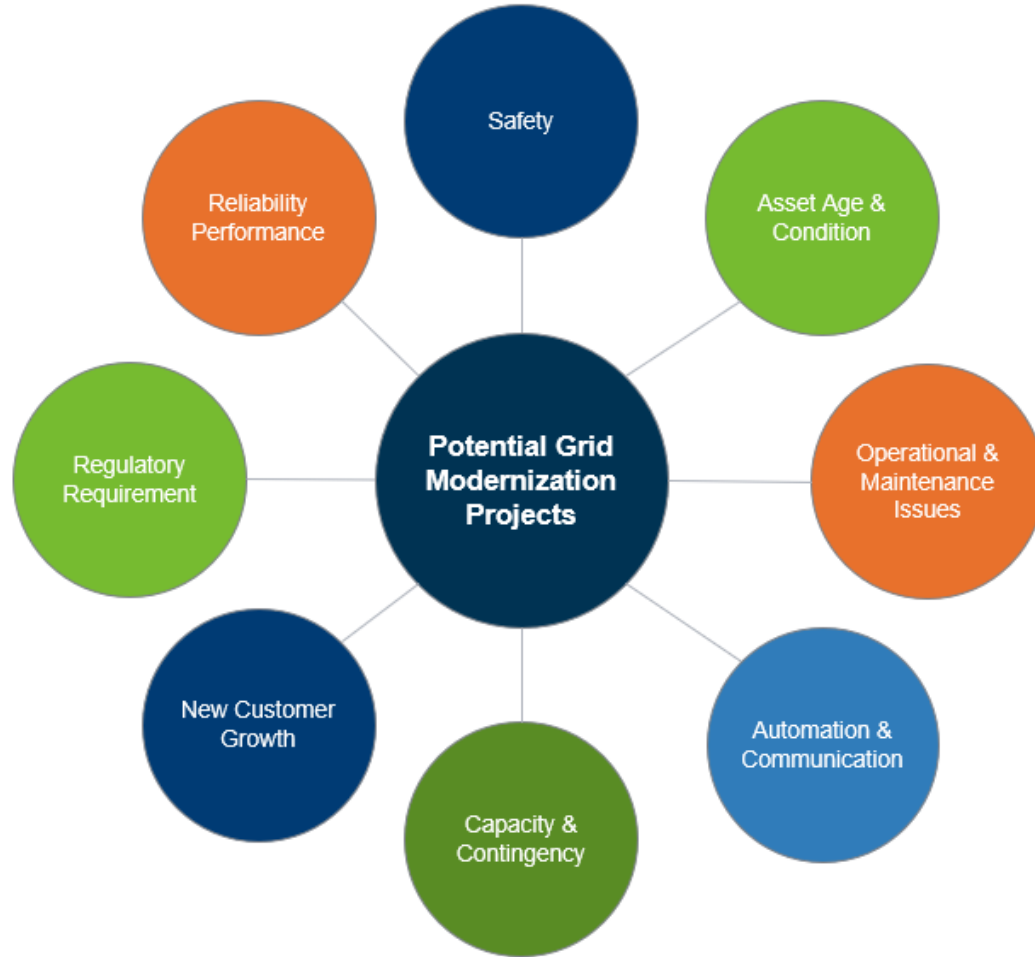 Safety
Asset Age &
Condition
Operational &
Maintenance
Issues
Automation &
Communication
Capacity &
Contingency
New Customer
Growth
Regulatory
Requirement
Reliability
Performance
Potential Grid
Modernization
Projects